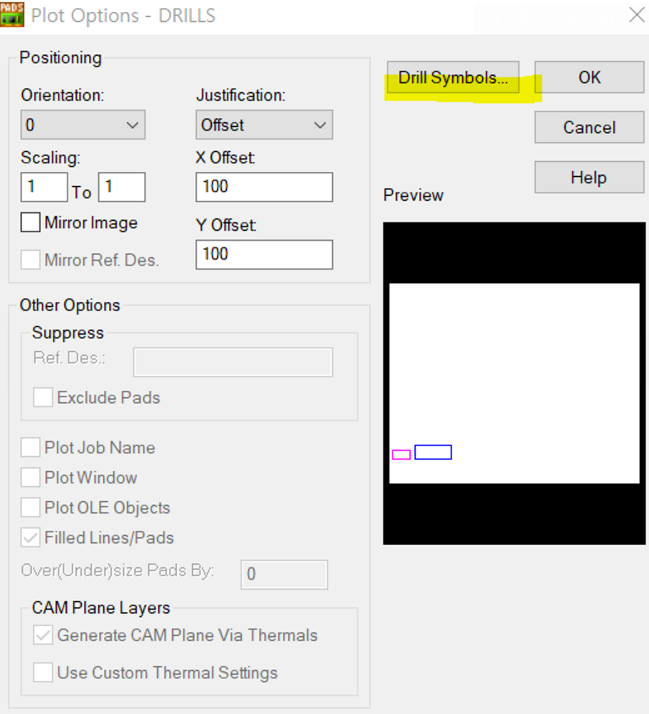 PADS
Plot Options - DRILLS
Positioning
Orientation:
0
Justification:
Offset
Scaling:
1 To 1
X Offset:
100
Mirror Image
Y Offset:
100
Mirror Ref. Des.
Drill Symbols...
OK
Cancel
Help
Preview
Other Options
Suppress
Ref. Des.:
Exclude Pads
Plot Job Name
Plot Window
Plot OLE Objects
Filled Lines/Pads
Over(Under)size Pads By:
0
CAM Plane Layers
Generate CAM Plane Via Thermals
Use Custom Thermal Settings